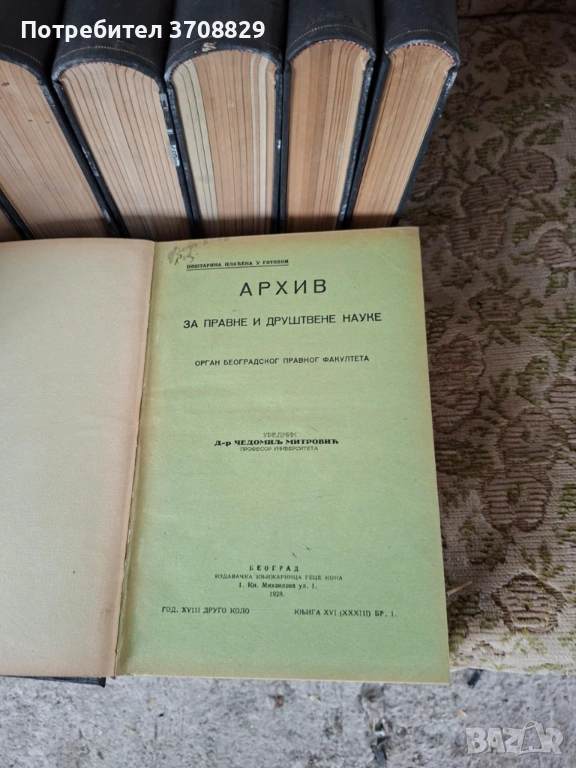 Потребител 3708829
ПОШТАРИНА ПЛАЋЕНА У ГОТОВОМ
АРХИВ
ЗА ПРАВНЕ И ДРУШТВЕНЕ НАУКЕ
ОРГАН БЕОГРАДСКОГ ПРАВНОГ ФАКУЛТЕТА
УРЕДНИК
Д-р ЧЕДОМИЉ МИТРОВИЋ
ПРОФЕСОР УНИВЕРСИТЕТА
БЕОГРАД
ИЗДАВАЧКА КЊИЖАРНИЦА ГЕЦЕ КОНА
1. Кн. Михаилова ул. 1.
1928.
ГОД. XVIII ДРУГО КОЛО КЊИГА XVI (XXXIII) БР. 1.
BAZAR